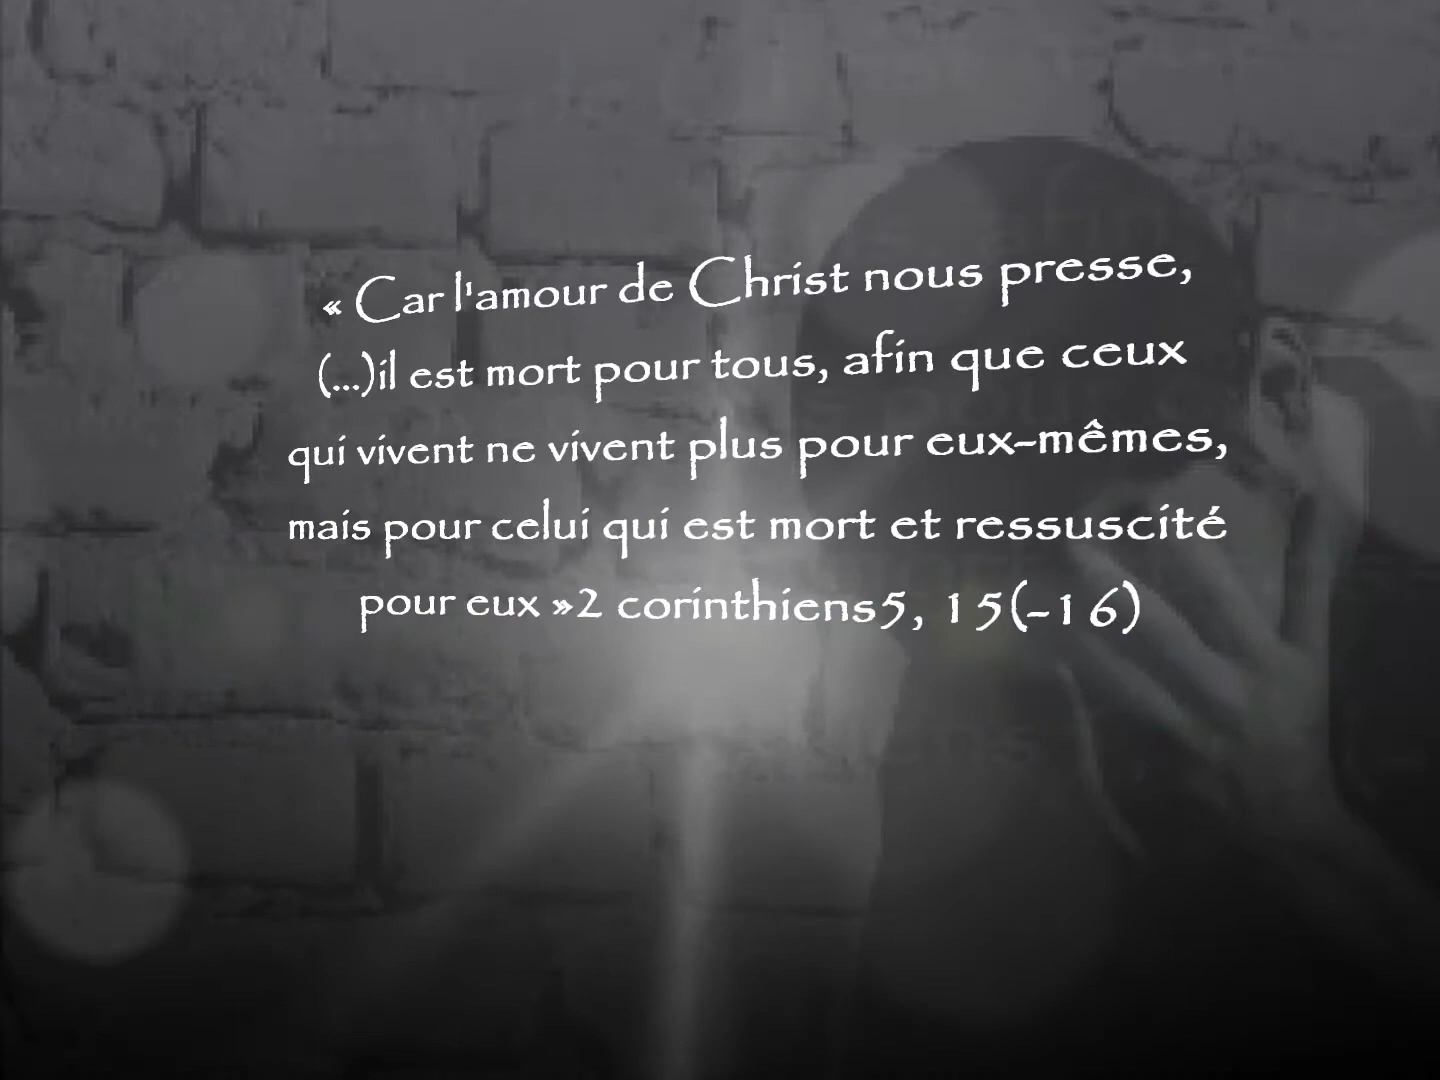 « Car l'amour de Christ nous presse,
(...)il est mort pour tous, afin que ceux
qui vivent ne vivent plus pour eux-mêmes,
mais pour celui qui est mort et ressuscité
pour eux »2 corinthiens5, 15(-16)